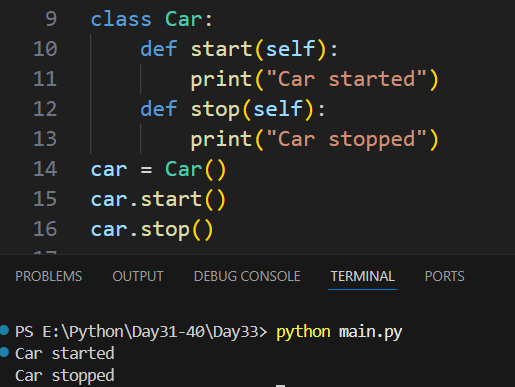 9 class Car:
10     def start(self):
11         print("Car started")
12     def stop(self):
13         print("Car stopped")
14 car = Car()
15 car.start()
16 car.stop()
PROBLEMS OUTPUT DEBUG CONSOLE TERMINAL PORTS
PS E:\Python\Day31-40\Day33> python main.py
Car started
Car stopped